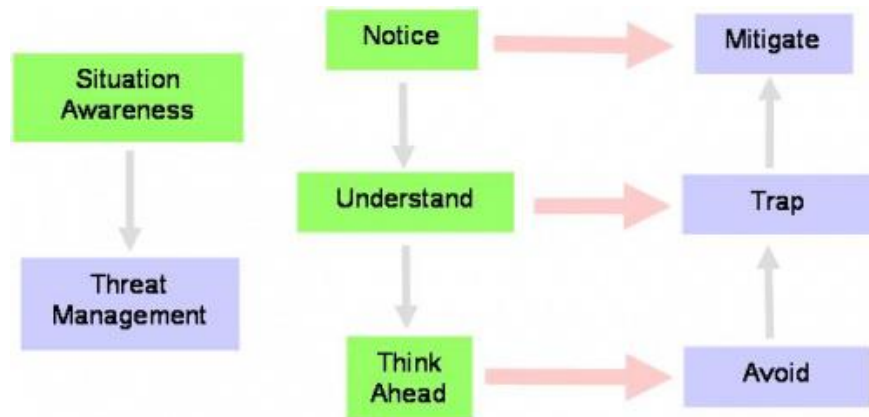 Situation
Awareness
Threat
Management
Notice
Mitigate
Understand
Trap
Think
Ahead
Avoid